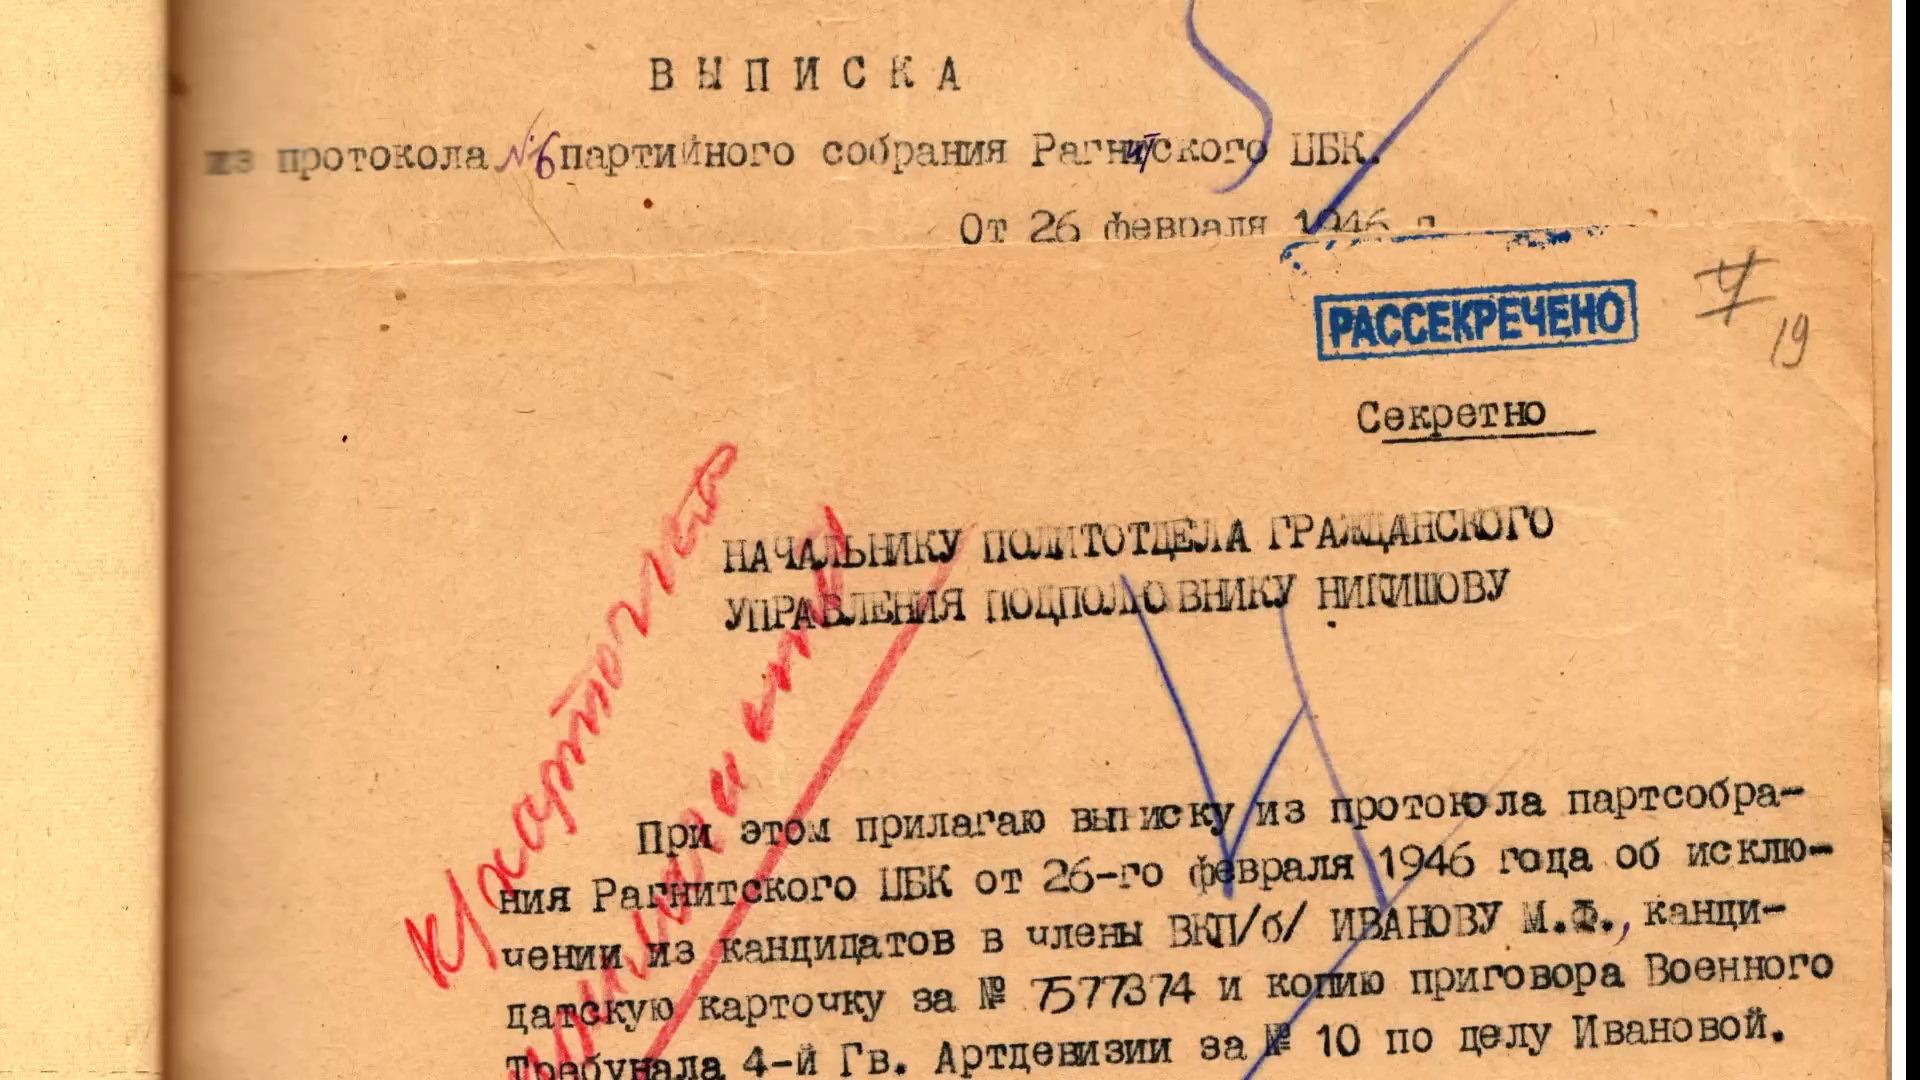 ВЫПИСКА
из протокола №6 партийного собрания Рагнитского ЦБК.
От 26 февраля 1946 г.
РАССЕКРЕЧЕНО
19
Секретно
НАЧАЛЬНИКУ ПОЛИТОТДЕЛА ГРАЖДАНСКОГО
УПРАВЛЕНИЯ ПОДПОЛКОВНИКУ НИКИШОВУ
При этом прилагаю выписку из протокола партсобра-
ния Рагнитского ЦБК от 26-го февраля 1946 года об исклю-
чении из кандидатов в члены ВКП/б/ ИВАНОВУ М.Ф., канди-
датскую карточку за № 7577374 и копию приговора Военного
Трибунала 4-й Гв. Артдевизии за № 10 по делу Ивановой.